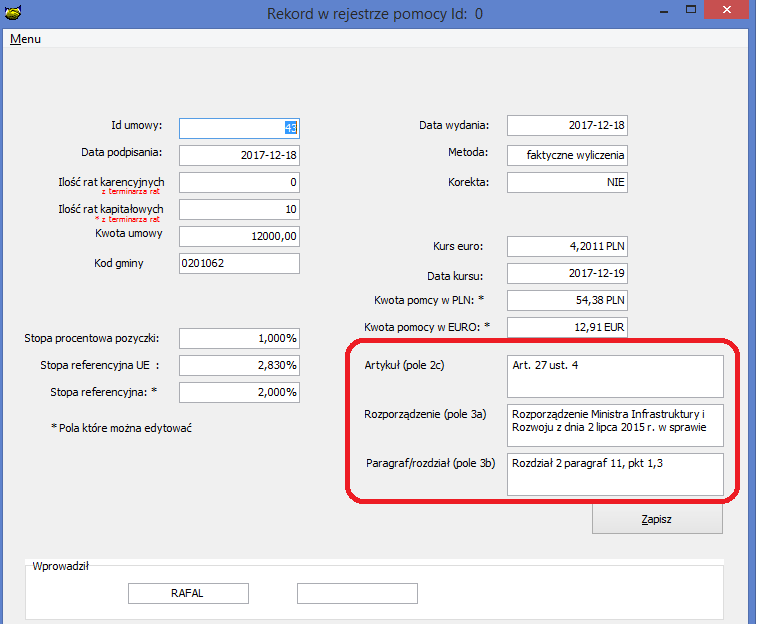 Rekord w rejestrze pomocy Id: 0
Menu
Id umowy: 43
Data podpisania: 2017-12-18
Ilość rat karencyjnych 0
z terminarza rat
Ilość rat kapitałowych 10
* z terminarza rat
Kwota umowy 12000,00
Kod gminy 0201062
Data wydania: 2017-12-18
Metoda: faktyczne wyliczenia
Korekta: NIE
Kurs euro: 4,2011 PLN
Data kursu: 2017-12-19
Kwota pomcy w PLN: * 54,38 PLN
Kwota pomocy w EURO: * 12,91 EUR
Stopa procentowa pozyczki: 1,000%
Stopa referencyjna UE : 2,830%
Stopa referencyjna: * 2,000%
* Pola które można edytować
Artykuł (pole 2c) Art. 27 ust. 4
Rozporządzenie (pole 3a) Rozporządzenie Ministra Infrastruktury i
Rozwoju z dnia 2 lipca 2015 r. w sprawie
Paragraf/rozdział (pole 3b) Rozdział 2 paragraf 11, pkt 1,3
Zapisz
Wprowadził
RAFAL